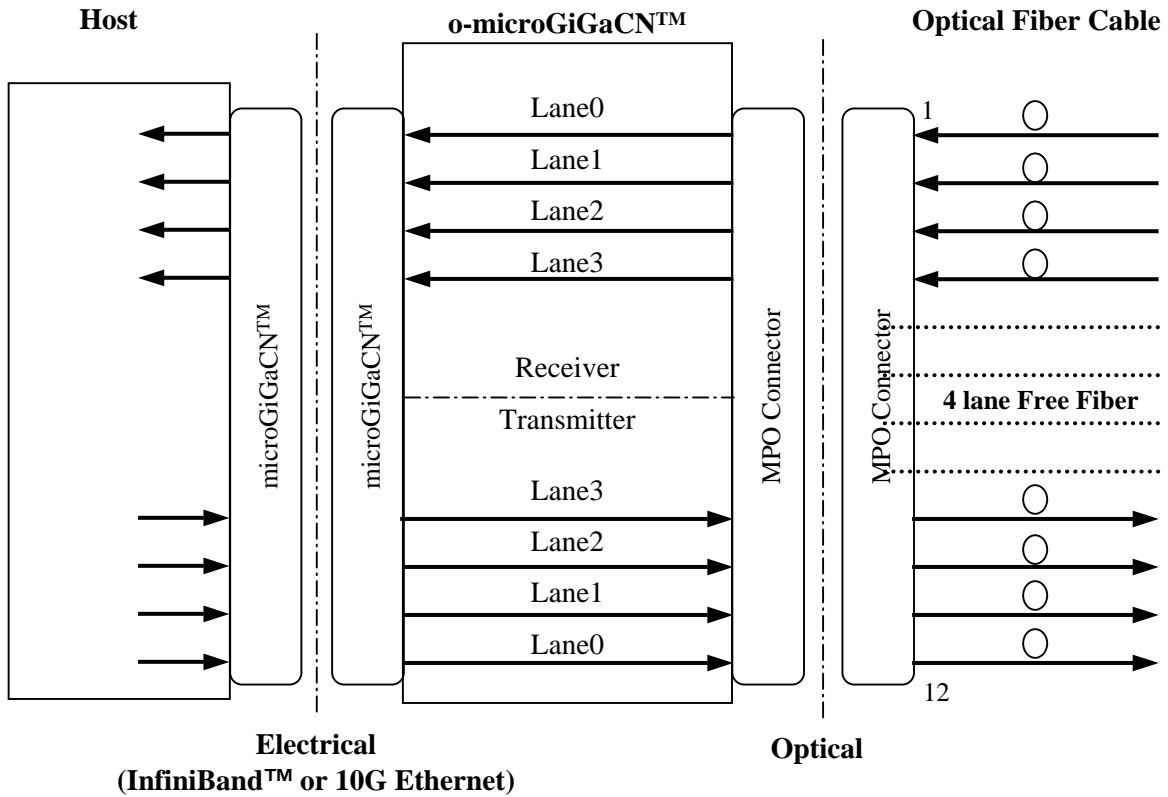 Host
o-microGiGaCN™
Optical Fiber Cable
Lane0
Lane1
Lane2
Lane3
Receiver
Transmitter
Lane3
Lane2
Lane1
Lane0
microGiGaCN™
microGiGaCN™
MPO Connector
MPO Connector
1
4 lane Free Fiber
12
Electrical
(InfiniBand™ or 10G Ethernet)
Optical